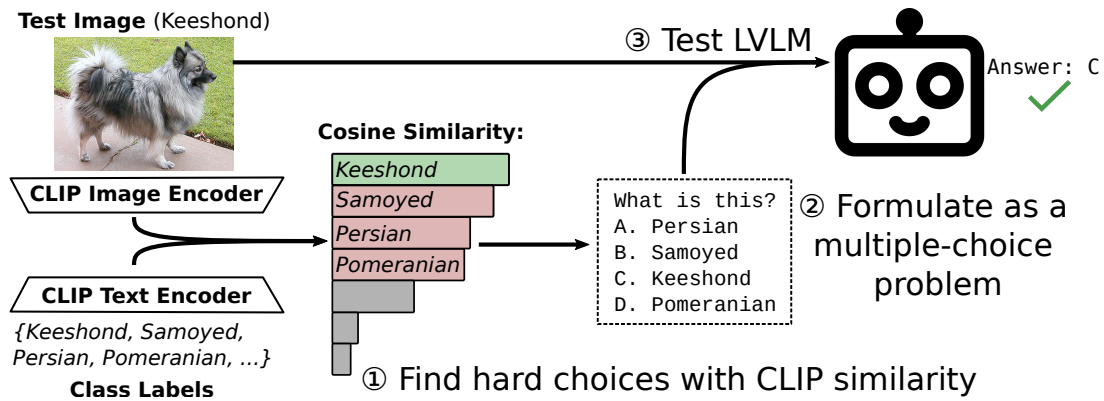 Test Image (Keeshond)
③ Test LVLM
Answer: C
Cosine Similarity:
Keeshond
Samoyed
Persian
Pomeranian
CLIP Image Encoder
CLIP Text Encoder
{Keeshond, Samoyed,
Persian, Pomeranian, ...}
Class Labels
What is this?
A. Persian
B. Samoyed
C. Keeshond
D. Pomeranian
② Formulate as a
multiple-choice
problem
① Find hard choices with CLIP similarity